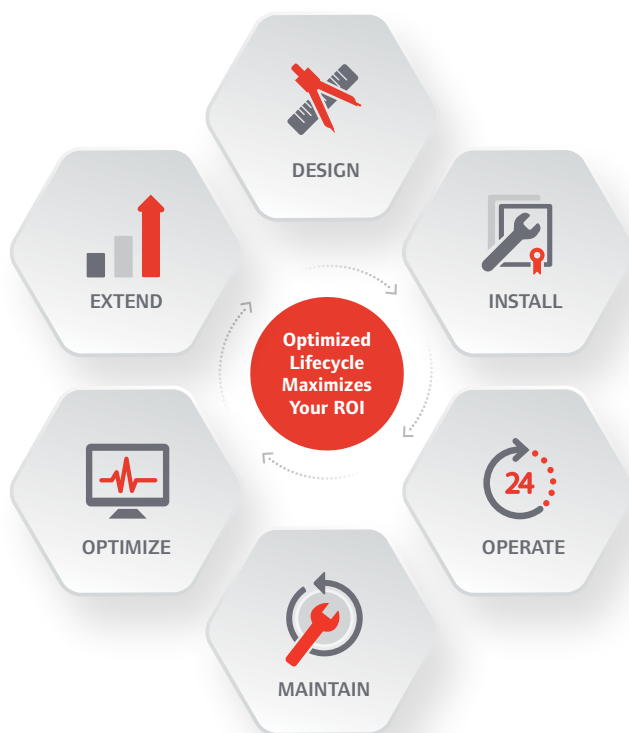 DESIGN
INSTALL
OPERATE
24
MAINTAIN
OPTIMIZE
EXTEND
Optimized
Lifecycle
Maximizes
Your ROI